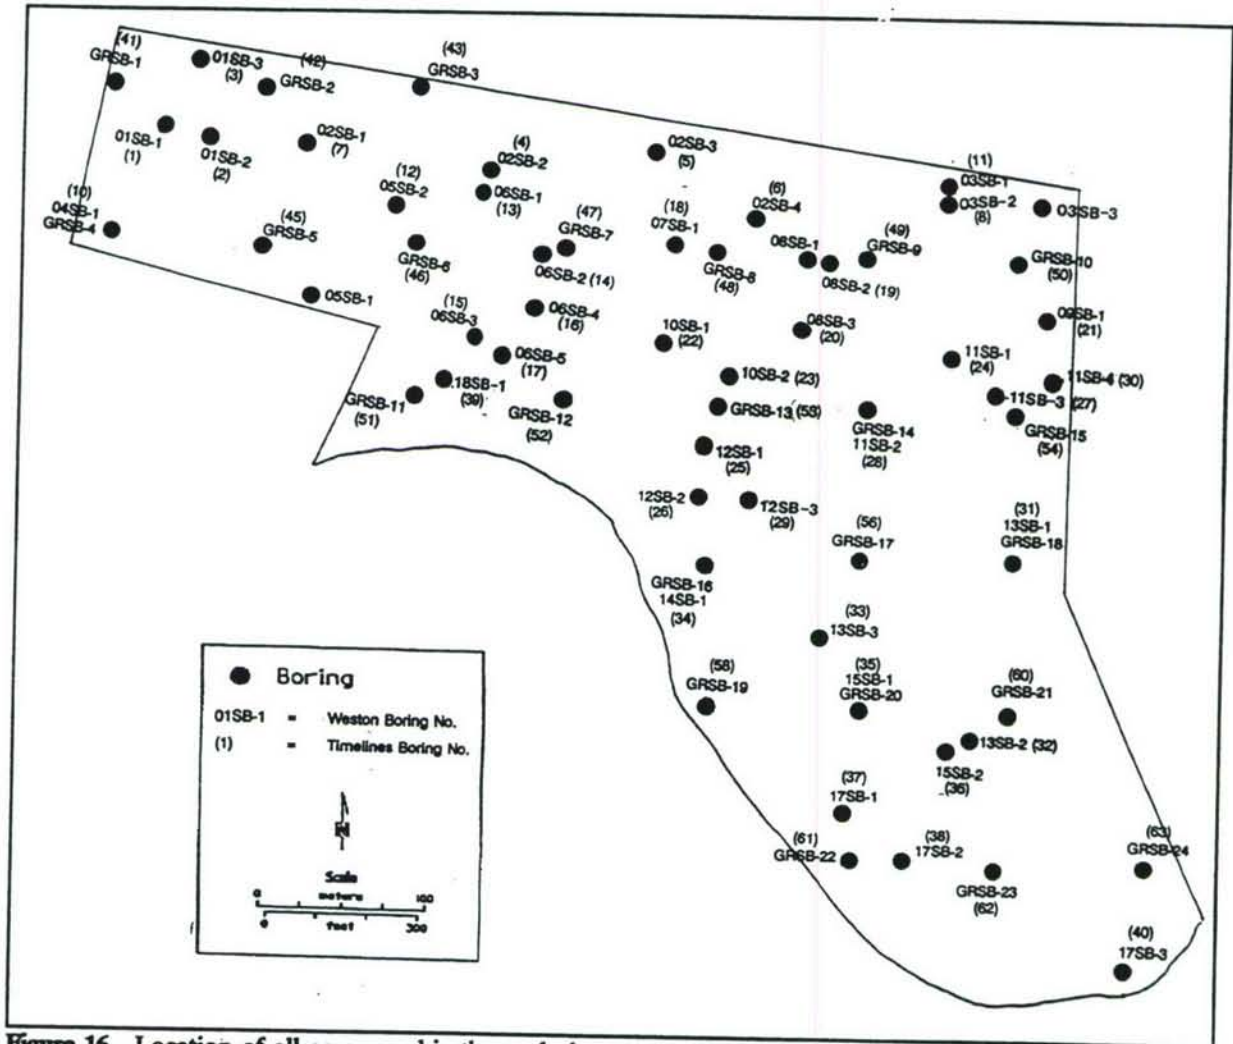 (41)
GRSB-1
01SB-3
(3)
(42)
GRSB-2
(43)
GRSB-3
01SB-1
(1)
01SB-2
(2)
02SB-1
(7)
(4)
02SB-2
02SB-3
(5)
(11)
03SB-1
03SB-2
(8)
03SB-3
(10)
04SB-1
GRSB-4
(45)
GRSB-5
(12)
05SB-2
06SB-1
(13)
(6)
02SB-4
(18)
07SB-1
(47)
GRSB-7
GRSB-6
(46)
06SB-2 (14)
GRSB-8
(48)
08SB-1
08SB-2 (19)
(49)
GRSB-9
GRSB-10
(50)
05SB-1
(15)
06SB-3
06SB-4
(16)
06SB-5
(17)
10SB-1
(22)
08SB-3
(20)
09SB-1
(21)
11SB-1
(24)
GRSB-11
(51)
18SB-1
(39)
GRSB-12
(52)
10SB-2 (23)
GRSB-13 (53)
GRSB-14
11SB-2
(28)
11SB-4 (30)
11SB-3 (27)
GRSB-15
(54)
12SB-1
(25)
12SB-2
(26)
12SB-3
(29)
(56)
GRSB-17
(31)
13SB-1
GRSB-18
GRSB-16
14SB-1
(34)
(33)
13SB-3
(58)
GRSB-19
(35)
15SB-1
GRSB-20
(60)
GRSB-21
13SB-2 (32)
15SB-2
(36)
(37)
17SB-1
(61)
GRSB-22
(38)
17SB-2
GRSB-23
(62)
(63)
GRSB-24
(40)
17SB-3
Boring
01SB-1 = Weston Boring No.
(1) = Timelines Boring No.
N
Scale
0 meters 100
0 feet 300
Figure 16. Location of all